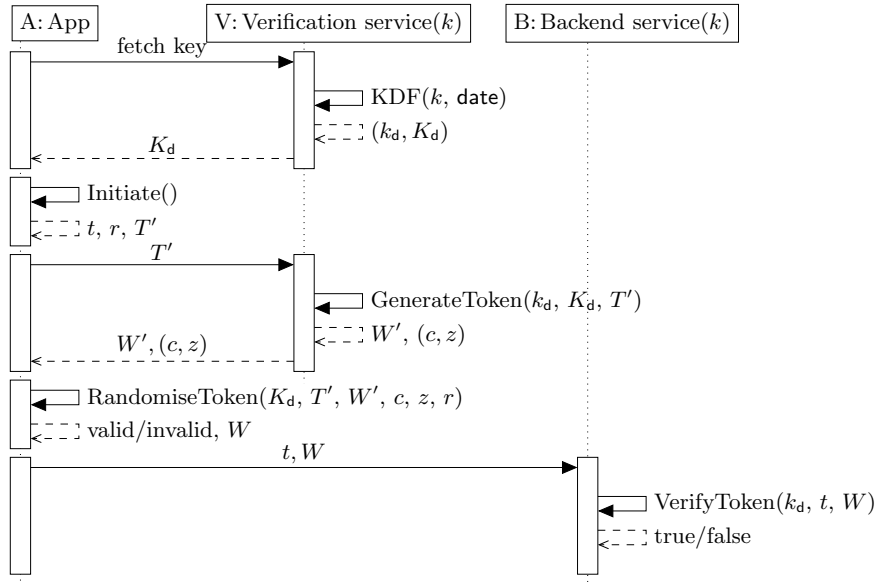 A: App
V: Verification service(k)
B: Backend service(k)
fetch key
KDF(k, date)
(k_d, K_d)
K_d
Initiate()
t, r, T′
T′
GenerateToken(k_d, K_d, T′)
W′, (c, z)
W′, (c, z)
RandomiseToken(K_d, T′, W′, c, z, r)
valid/invalid, W
t, W
VerifyToken(k_d, t, W)
true/false